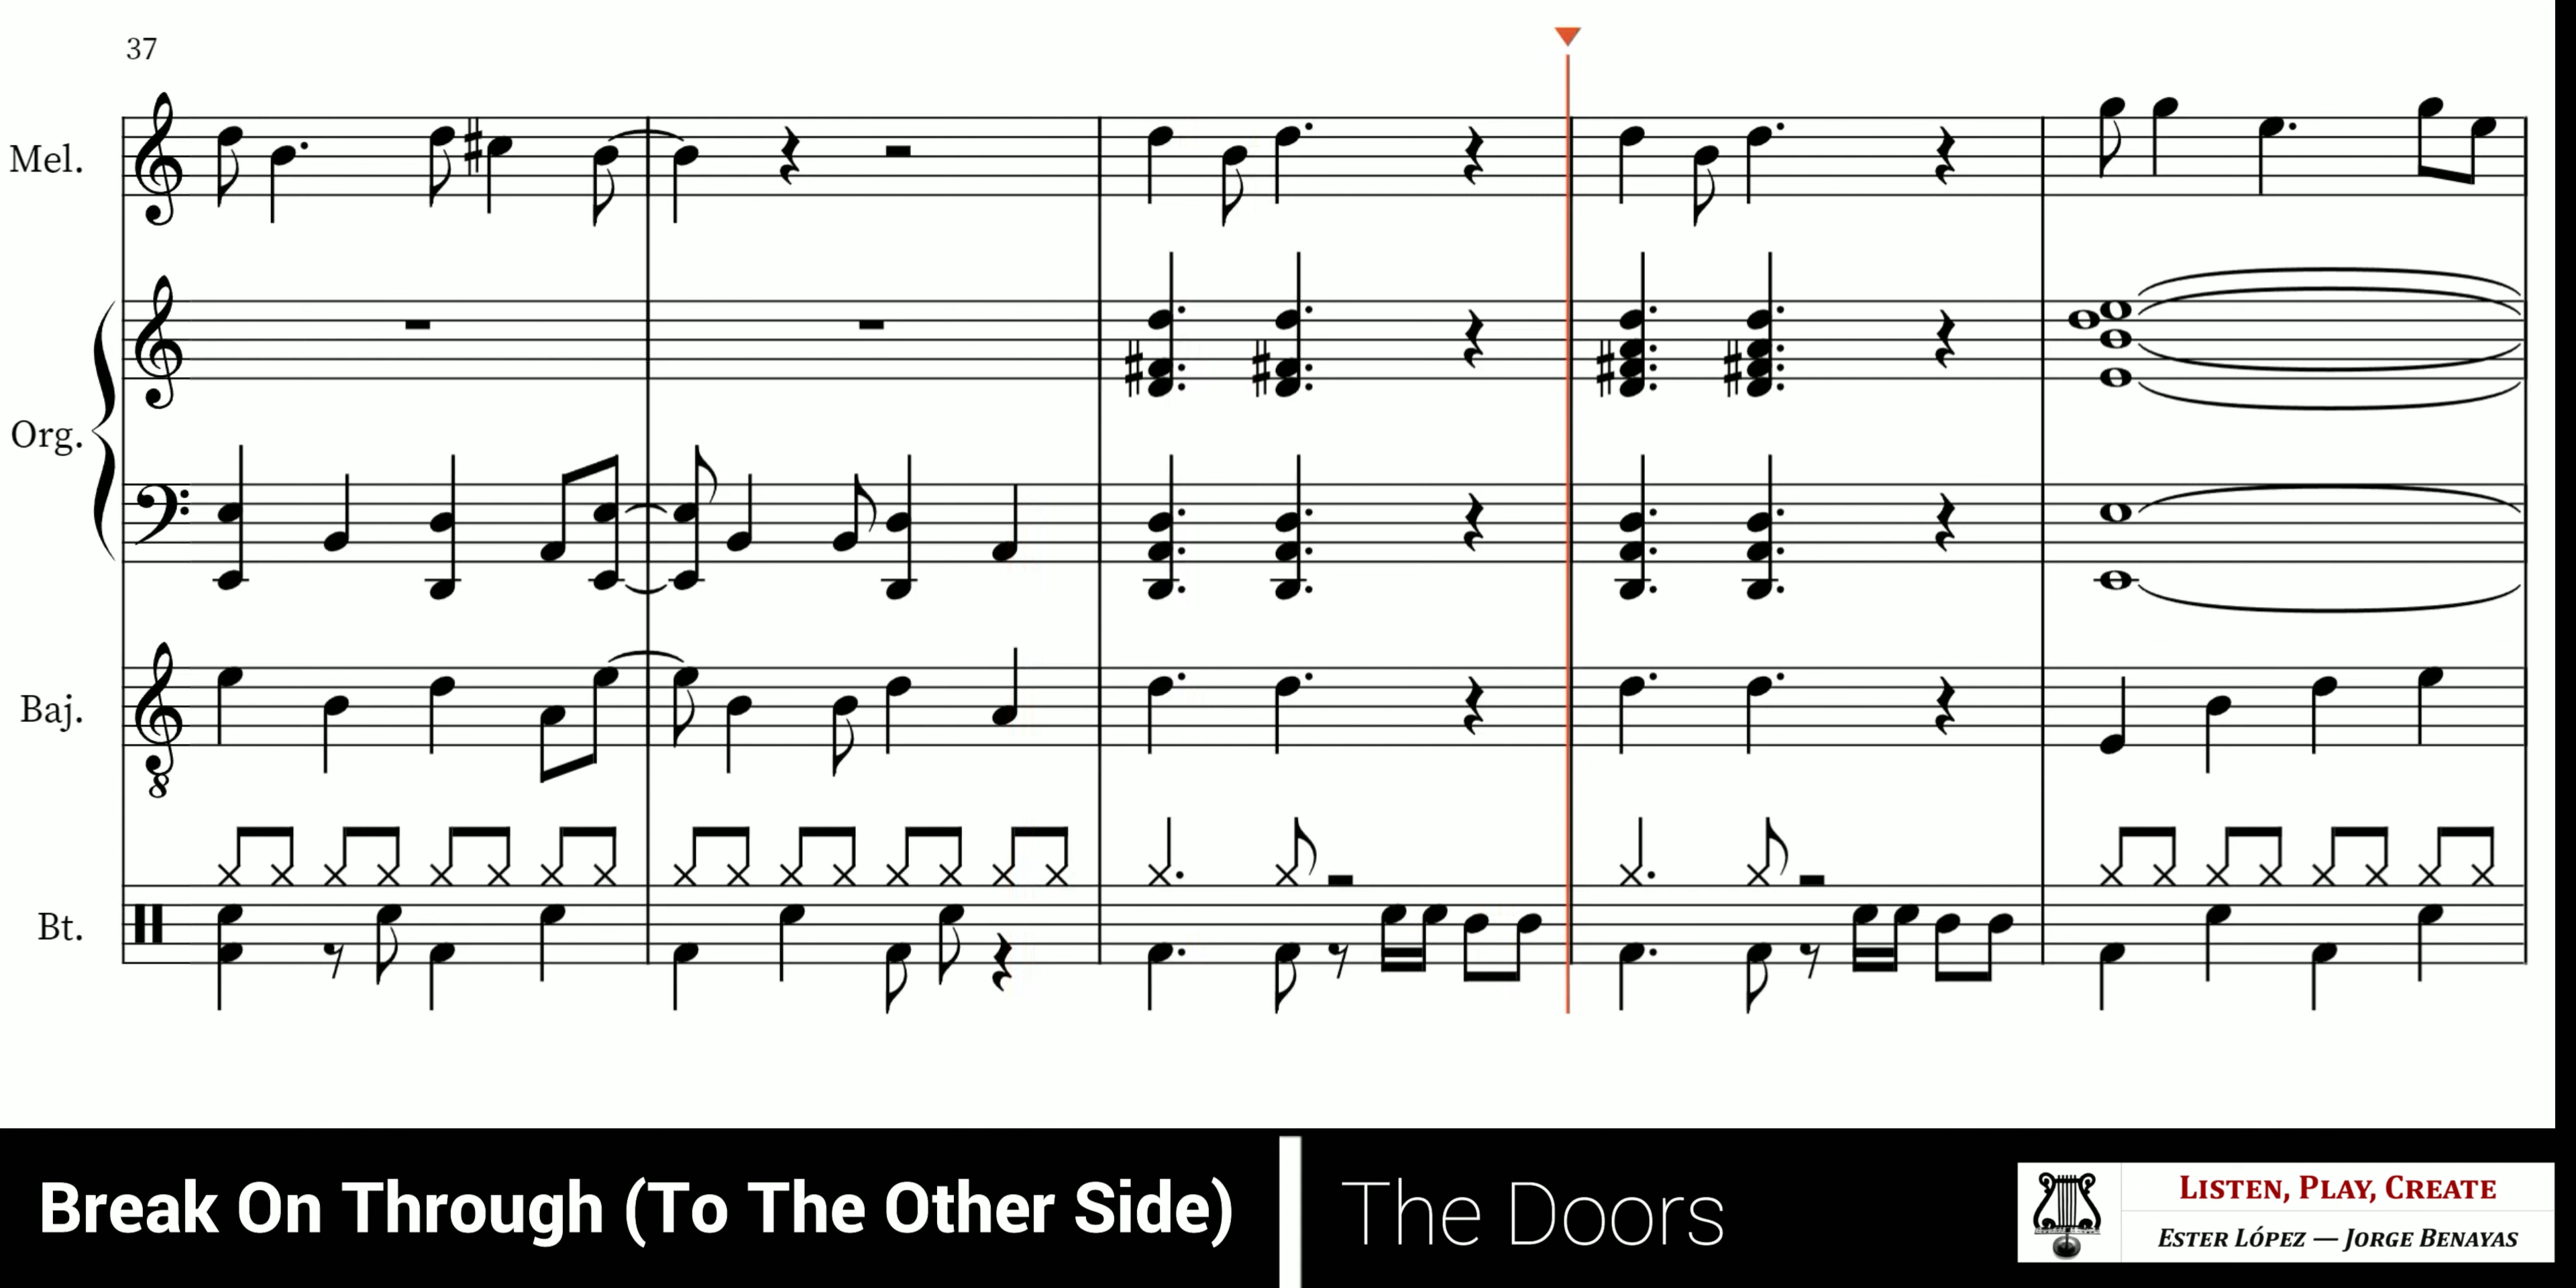 37
Mel.
Org.
Baj.
8
Bt.
Break On Through (To The Other Side)
The Doors
LISTEN, PLAY, CREATE
ESTER LÓPEZ — JORGE BENAYAS